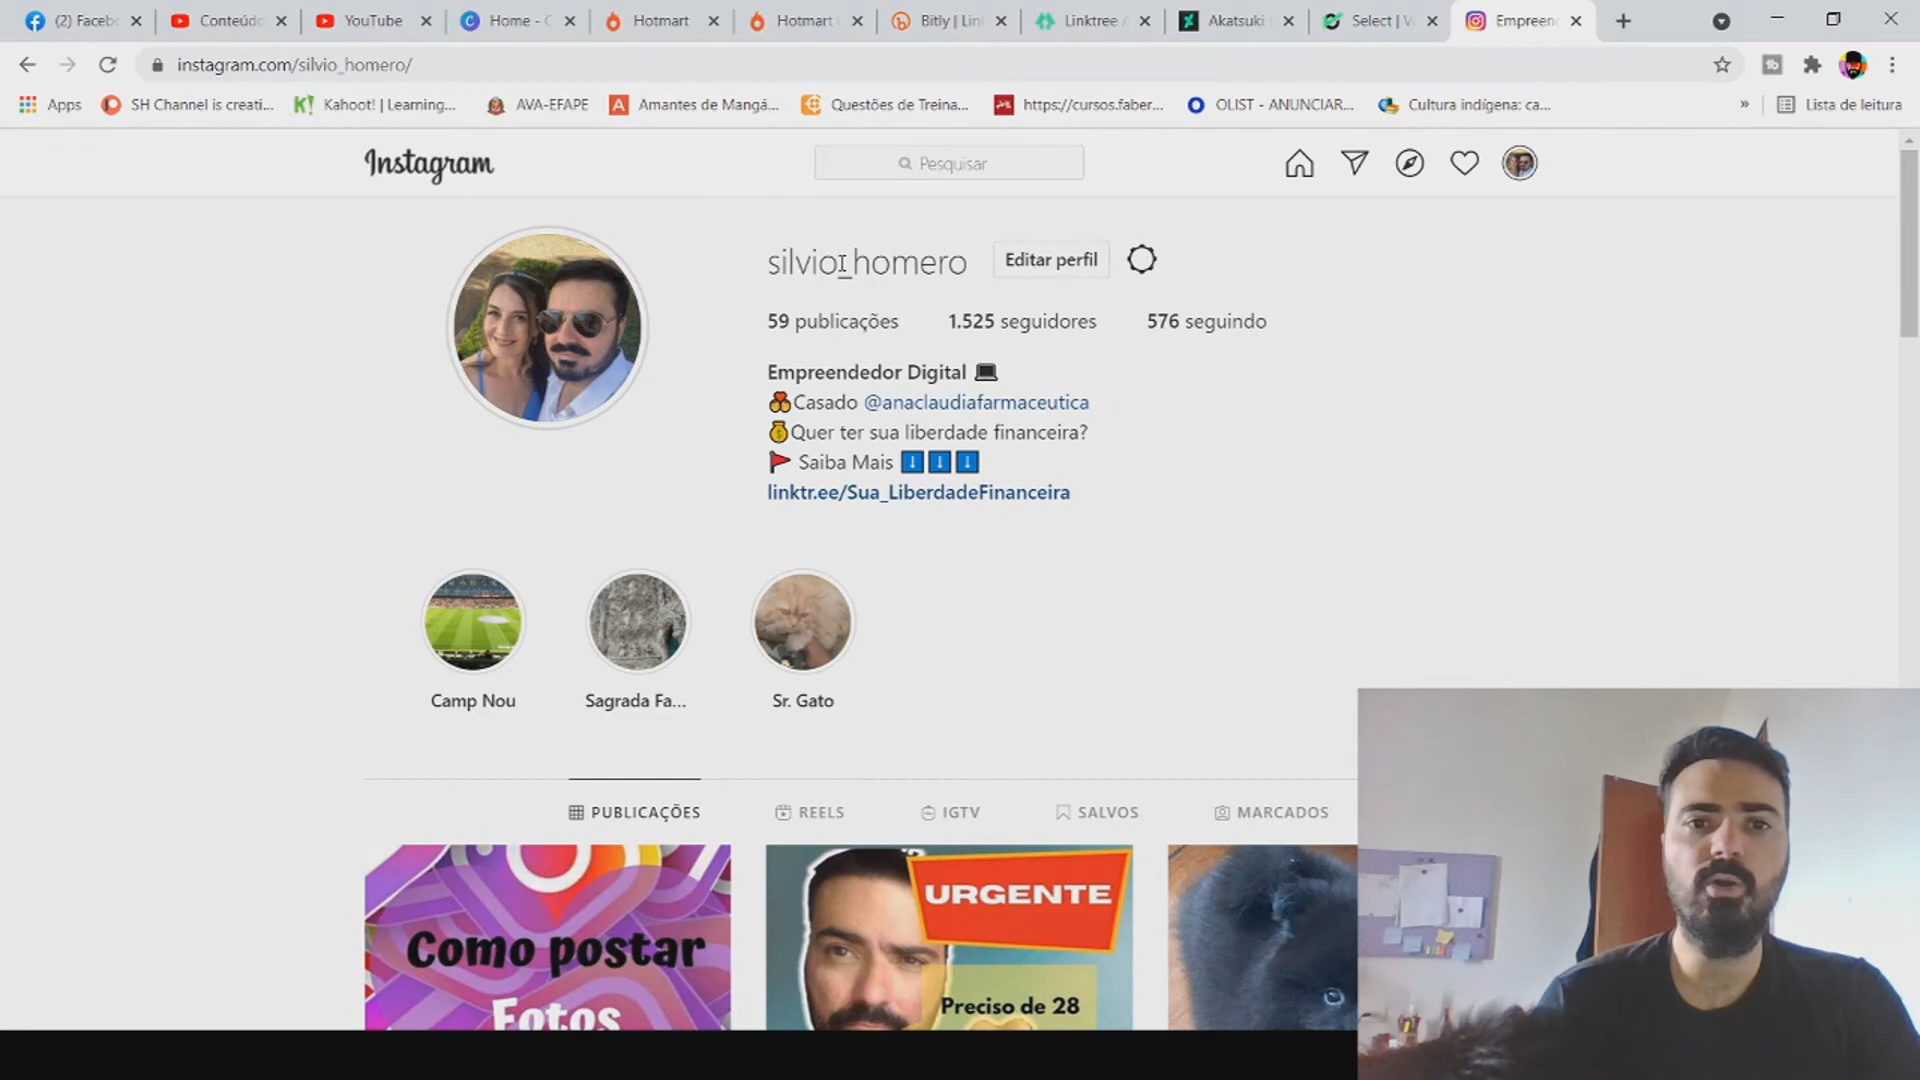 (2) Faceb
Conteúdo
YouTube
Home - C
Hotmart
Hotmart
Bitly | Lin
Linktree
Akatsuki
Select | V
Empreen
instagram.com/silvio_homero/
Apps
SH Channel is creati...
Kahoot! | Learning...
AVA-EFAPE
Amantes de Mangá...
Questões de Treina...
https://cursos.faber...
OLIST - ANUNCIAR...
Cultura indígena: ca...
»
Lista de leitura
Instagram
Pesquisar
silvio_homero
Editar perfil
59 publicações
1.525 seguidores
576 seguindo
Empreendedor Digital
Casado @anaclaudiafarmaceutica
Quer ter sua liberdade financeira?
Saiba Mais
linktr.ee/Sua_LiberdadeFinanceira
Camp Nou
Sagrada Fa...
Sr. Gato
PUBLICAÇÕES
REELS
IGTV
SALVOS
MARCADOS
Como postar
Fotos
URGENTE
Preciso de 28